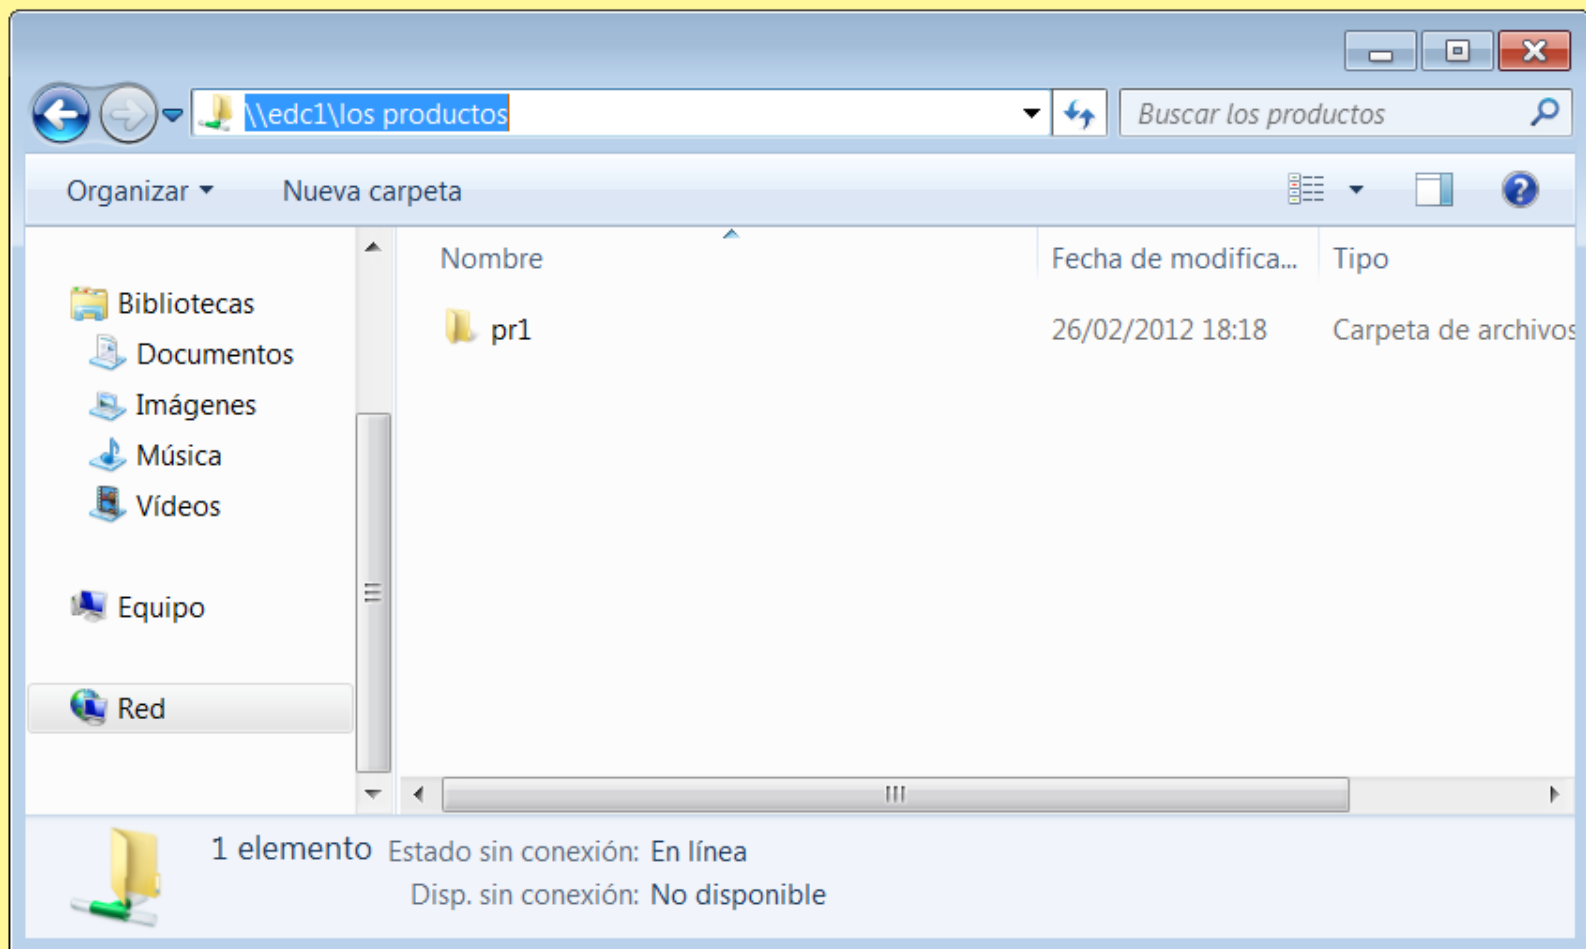 \\edc1\los productos
Buscar los productos
Organizar
Nueva carpeta
Nombre
Fecha de modifica...
Tipo
Bibliotecas
Documentos
Imágenes
Música
Vídeos
Equipo
Red
pr1
26/02/2012 18:18
Carpeta de archivos
1 elemento
Estado sin conexión: En línea
Disp. sin conexión: No disponible